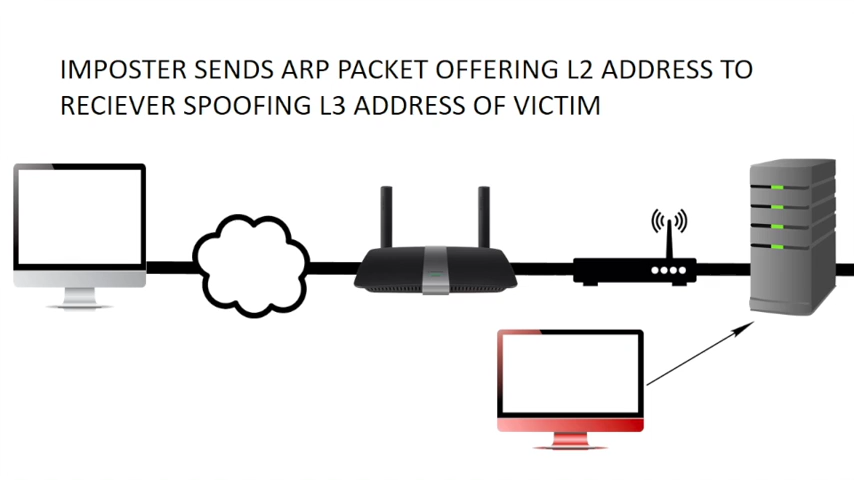 IMPOSTER SENDS ARP PACKET OFFERING L2 ADDRESS TO
RECIEVER SPOOFING L3 ADDRESS OF VICTIM